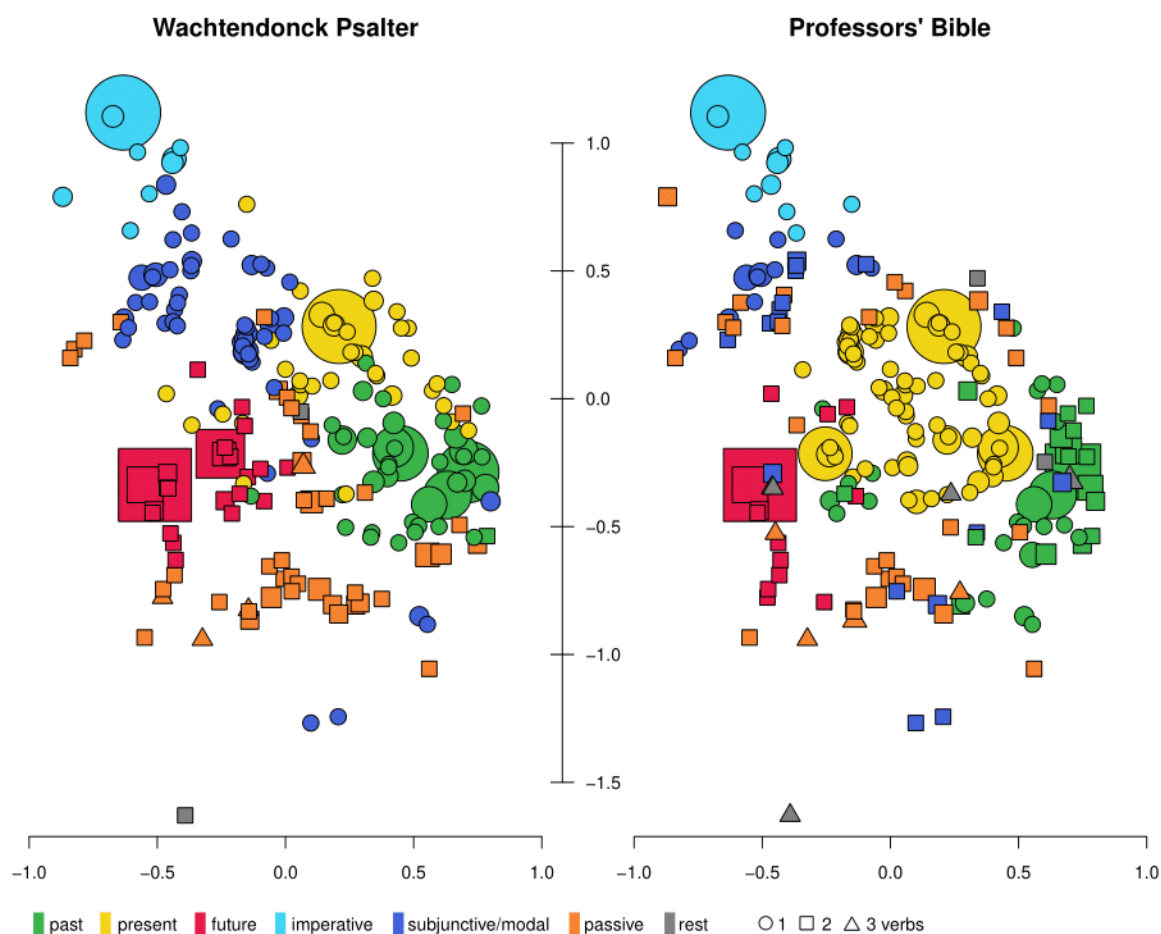 Wachtendonck Psalter
Professors' Bible
1.0
0.5
0.0
−0.5
−1.0
−1.5
−1.0 −0.5 0.0 0.5 1.0
−1.0 −0.5 0.0 0.5 1.0
past present future imperative subjunctive/modal passive rest 1 2 3 verbs